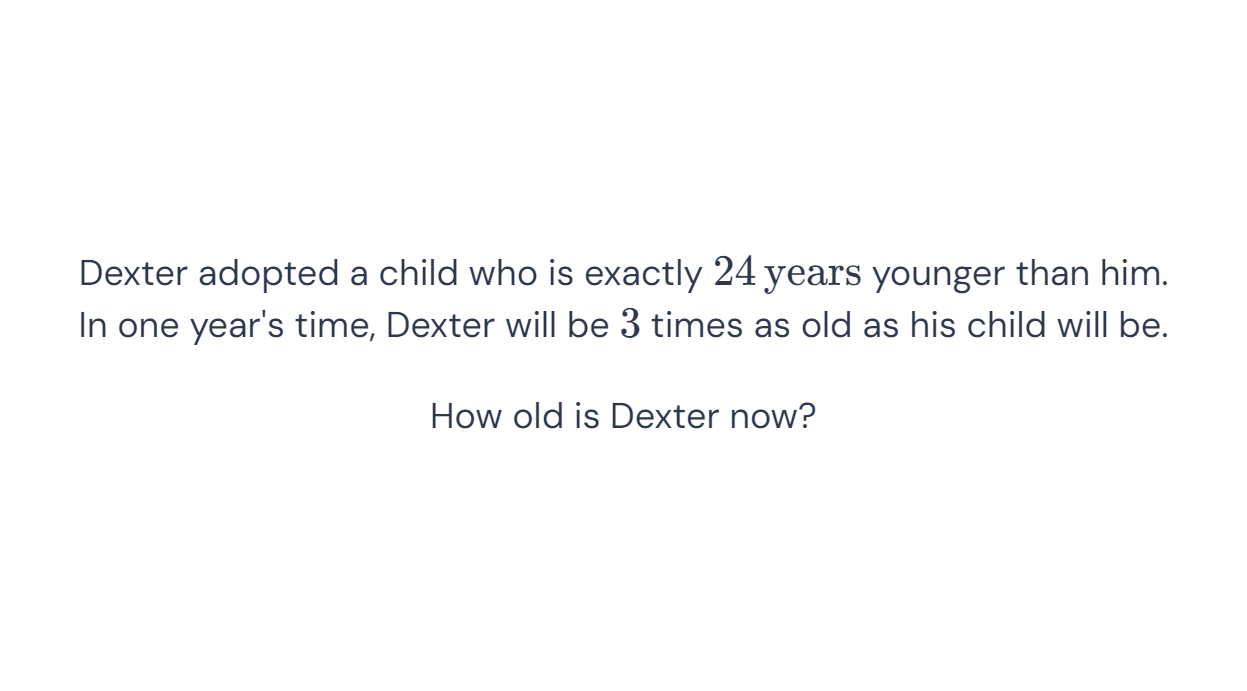 Dexter adopted a child who is exactly 24 years younger than him.
In one year's time, Dexter will be 3 times as old as his child will be.
How old is Dexter now?